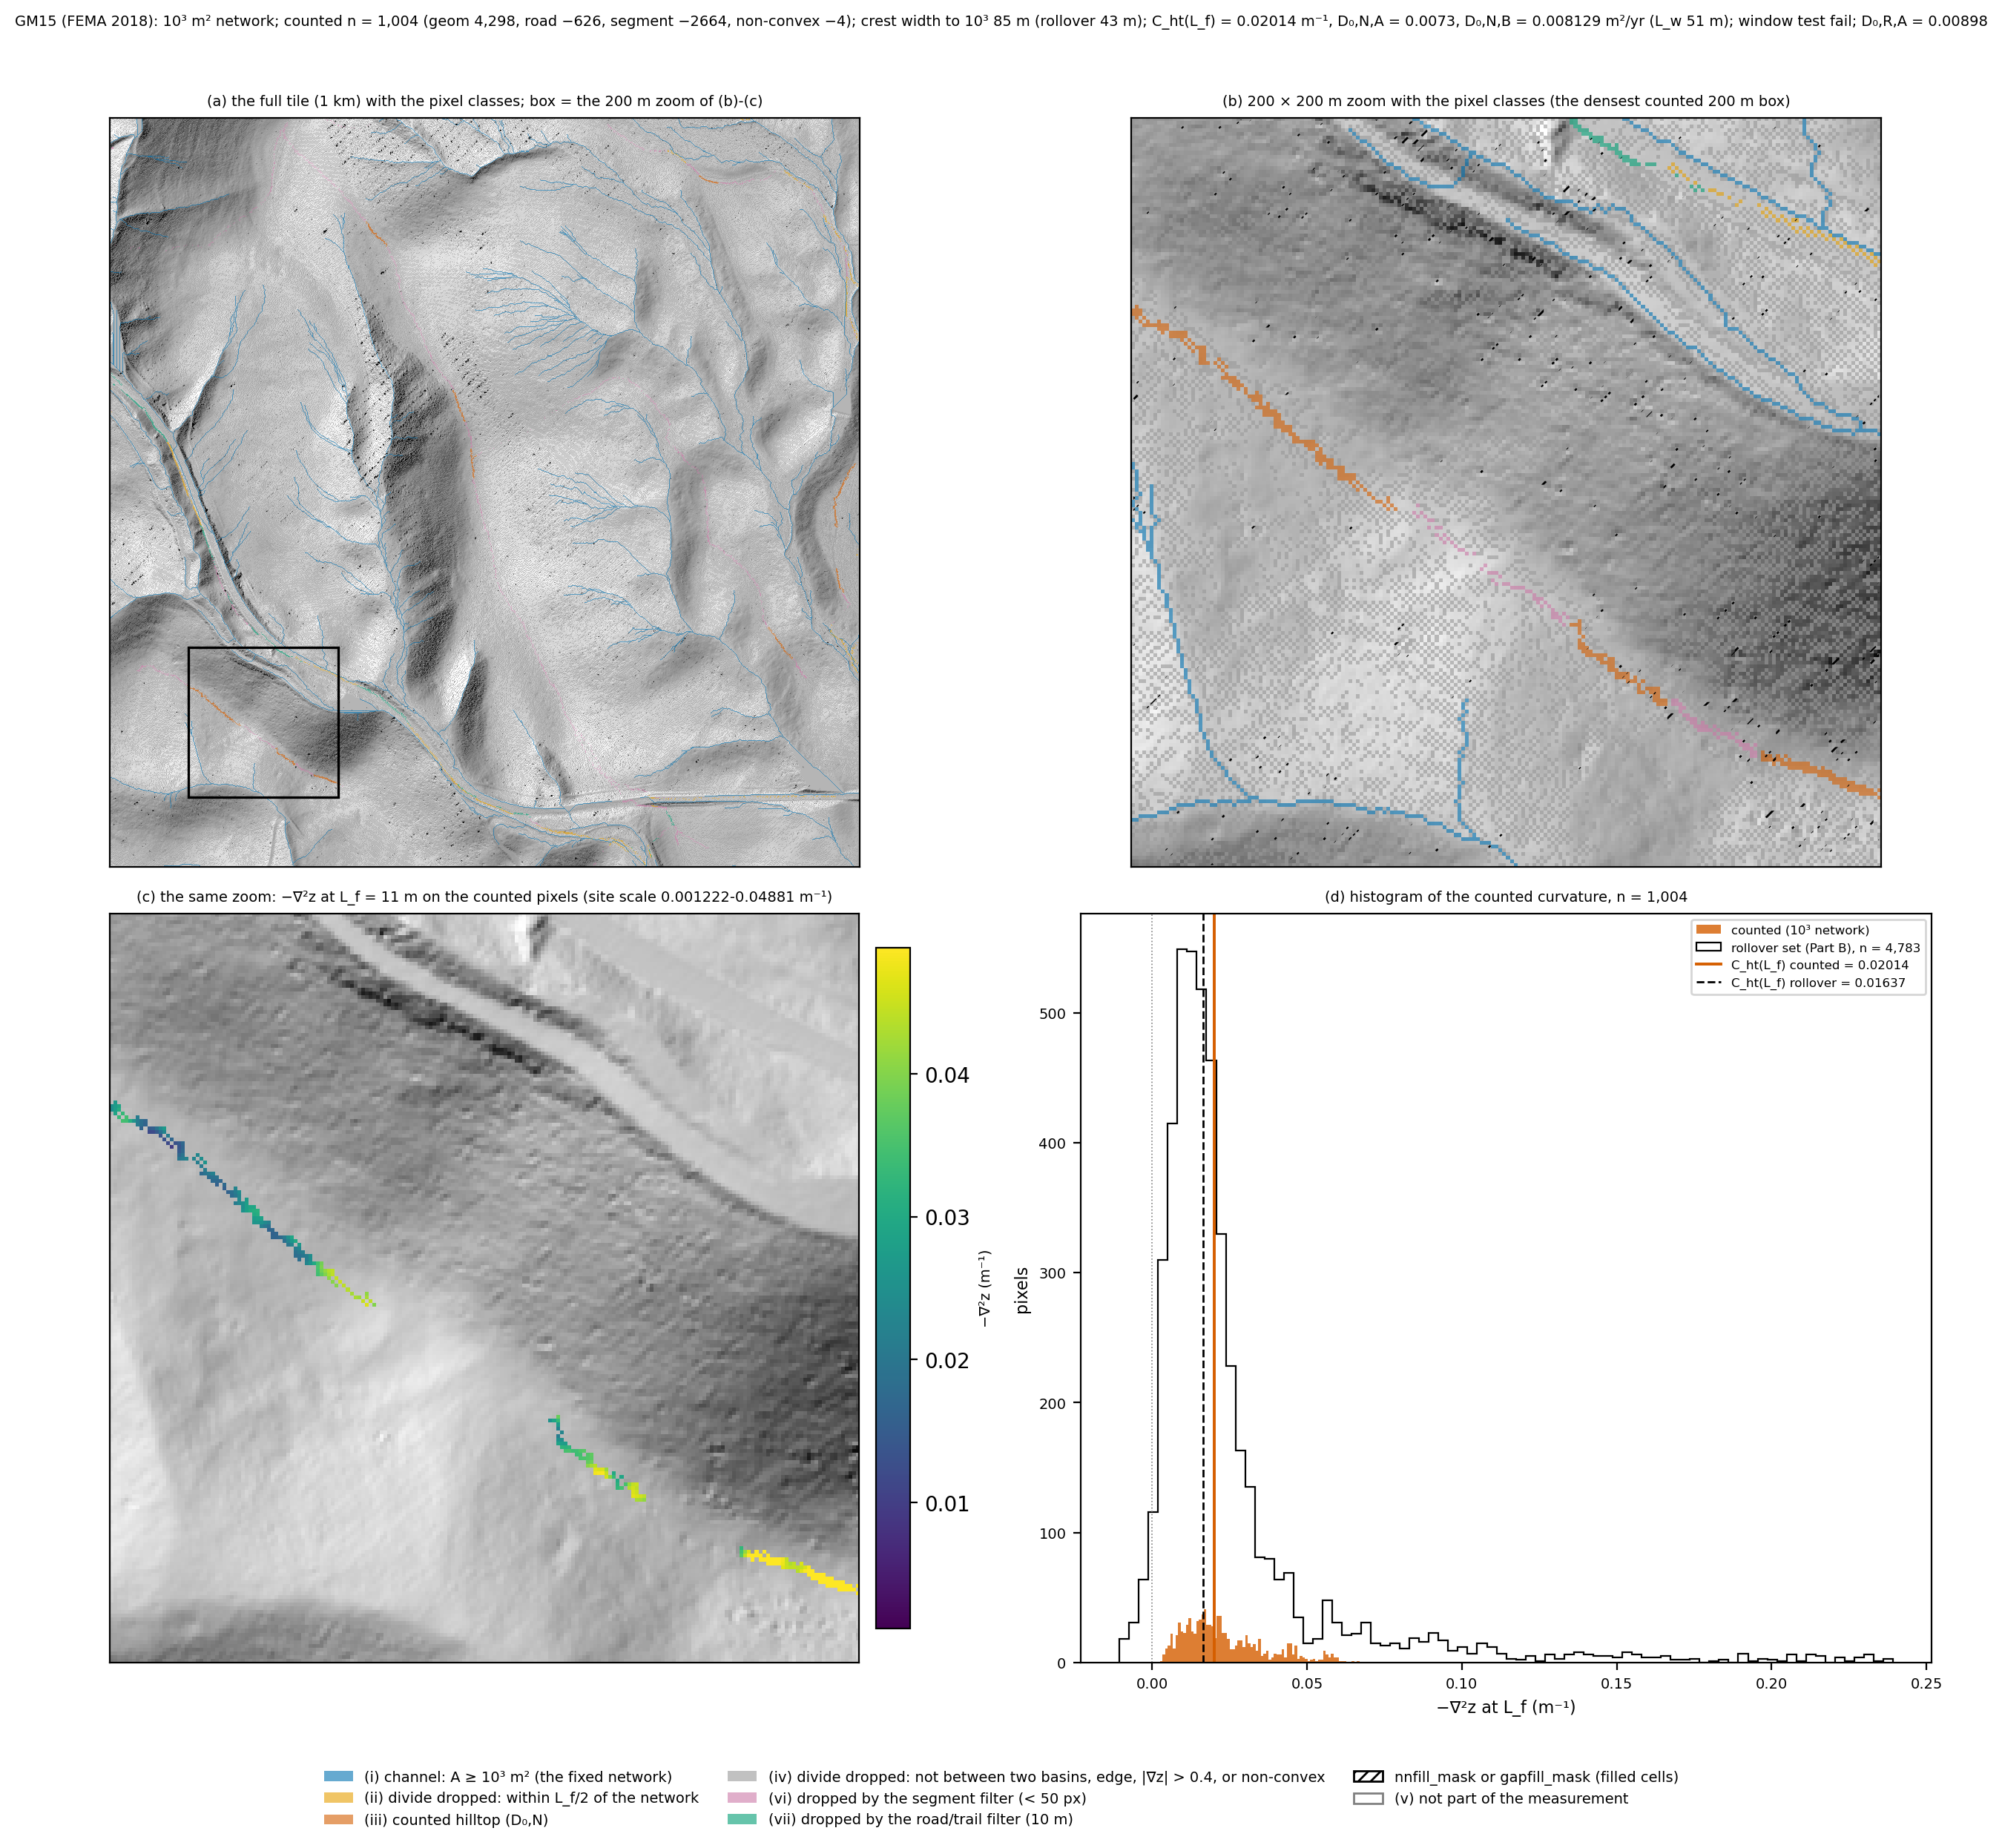 GM15 (FEMA 2018): 10³ m² network; counted n = 1,004 (geom 4,298, road −626, segment −2664, non-convex −4); crest width to 10³ 85 m (rollover 43 m); C_ht(L_f) = 0.02014 m⁻¹, D₀,N,A = 0.0073, D₀,N,B = 0.008129 m²/yr (L_w 51 m); window test fail; D₀,R,A = 0.00898
(a) the full tile (1 km) with the pixel classes; box = the 200 m zoom of (b)-(c)
(b) 200 × 200 m zoom with the pixel classes (the densest counted 200 m box)
(c) the same zoom: −∇²z at L_f = 11 m on the counted pixels (site scale 0.001222-0.04881 m⁻¹)
0.04
0.03
0.02
0.01
−∇²z (m⁻¹)
(d) histogram of the counted curvature, n = 1,004
counted (10³ network)
rollover set (Part B), n = 4,783
C_ht(L_f) counted = 0.02014
C_ht(L_f) rollover = 0.01637
500
400
300
200
100
0
pixels
0.00 0.05 0.10 0.15 0.20 0.25
−∇²z at L_f (m⁻¹)
(i) channel: A ≥ 10³ m² (the fixed network)
(ii) divide dropped: within L_f/2 of the network
(iii) counted hilltop (D₀,N)
(iv) divide dropped: not between two basins, edge, |∇z| > 0.4, or non-convex
(vi) dropped by the segment filter (< 50 px)
(vii) dropped by the road/trail filter (10 m)
nnfill_mask or gapfill_mask (filled cells)
(v) not part of the measurement